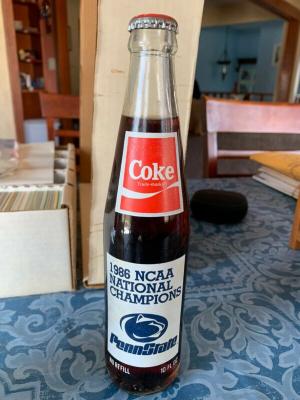 Coke
Trade-mark®
1986 NCAA
NATIONAL
CHAMPIONS
PennState
NO REFILL
10 FL OZ